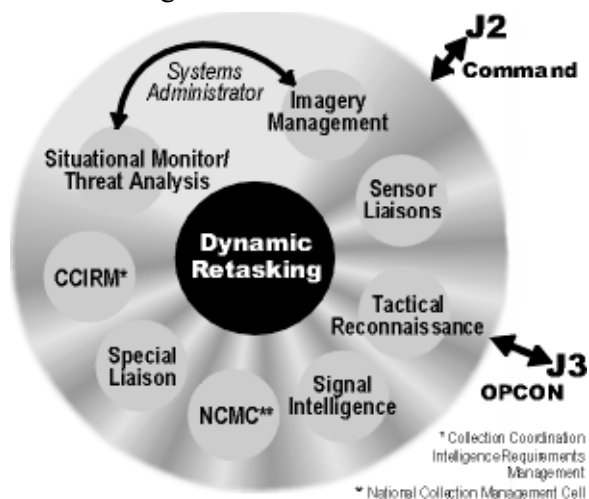 J2
Command
Systems
Administrator
Imagery
Management
Situational Monitor/
Threat Analysis
Sensor
Liaisons
Dynamic
Retasking
CCIRM*
Tactical
Reconnaissance
Special
Liaison
Signal
Intelligence
NCMC**
J3
OPCON
* Collection Coordination
Intelligence Requirements
Management
** National Collection Management Cell